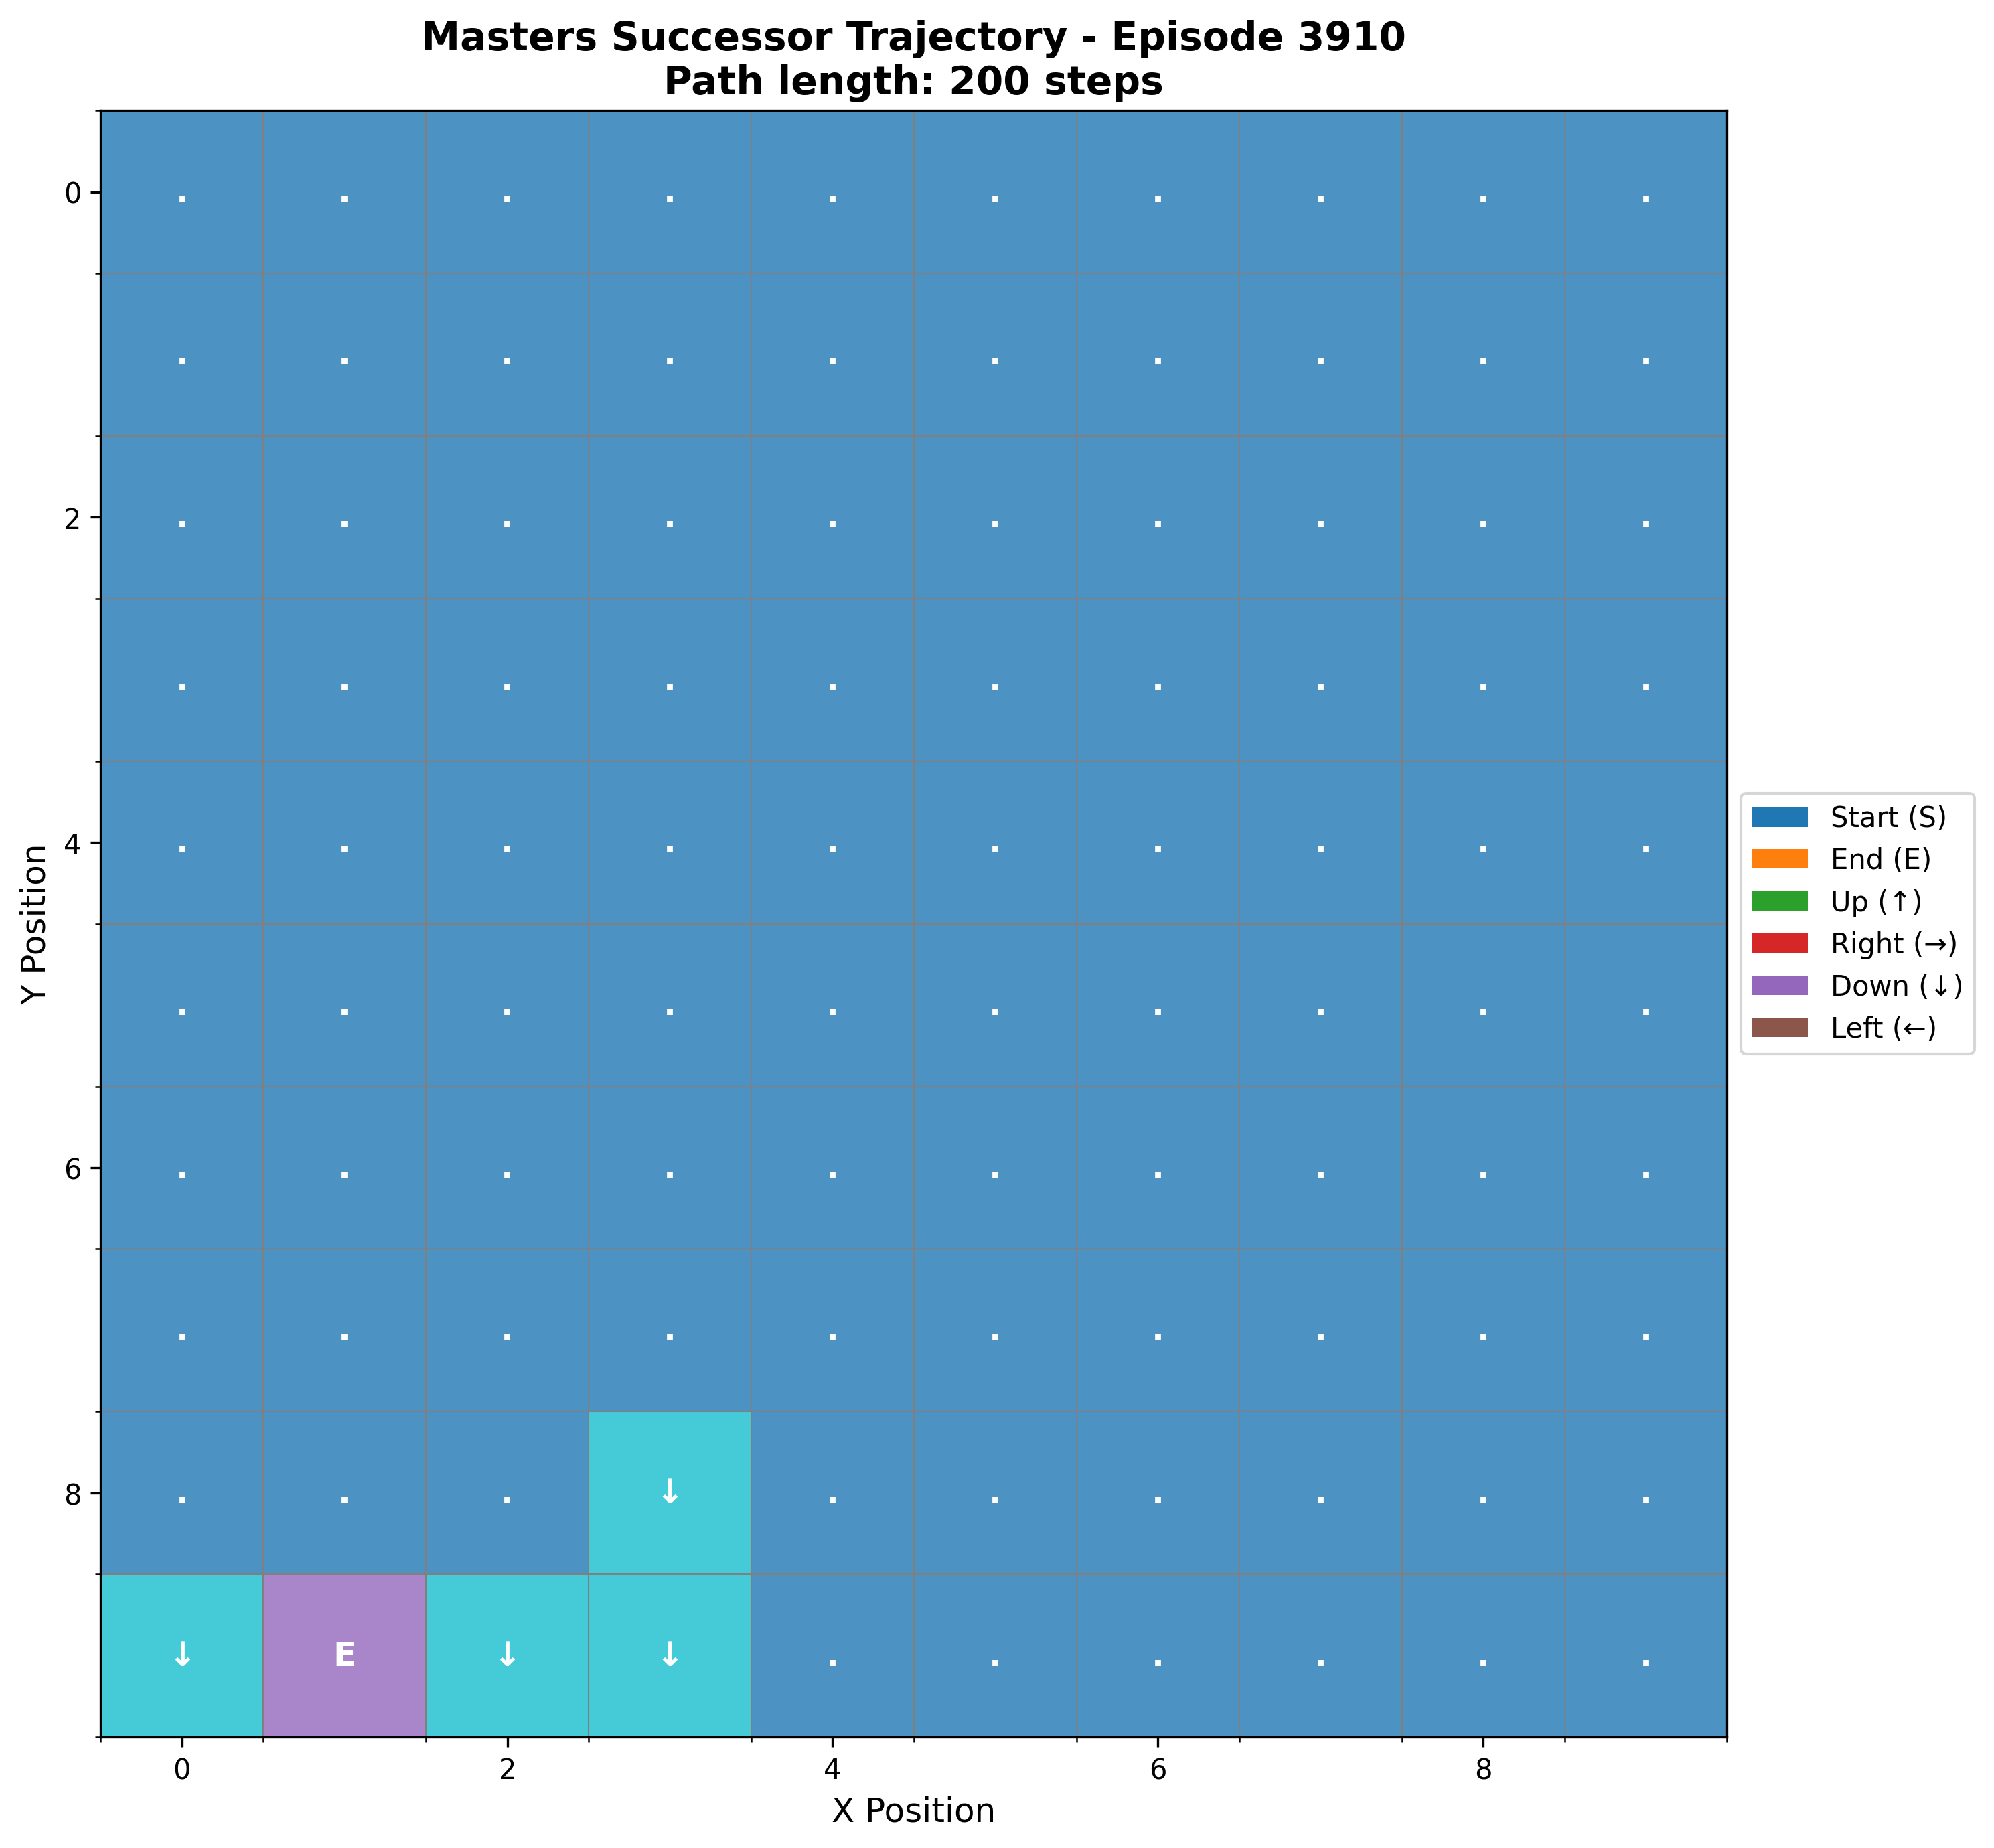 Masters Successor Trajectory - Episode 3910
Path length: 200 steps
0
2
4
6
8
Y Position
. . . . . . . . . .
. . . . . . . . . .
. . . . . . . . . .
. . . . . . . . . .
. . . . . . . . . .
. . . . . . . . . .
. . . . . . . . . .
. . . . . . . . . .
. . . ↓ . . . . . .
↓ E ↓ ↓ . . . . . .
0 2 4 6 8
X Position
Start (S)
End (E)
Up (↑)
Right (→)
Down (↓)
Left (←)